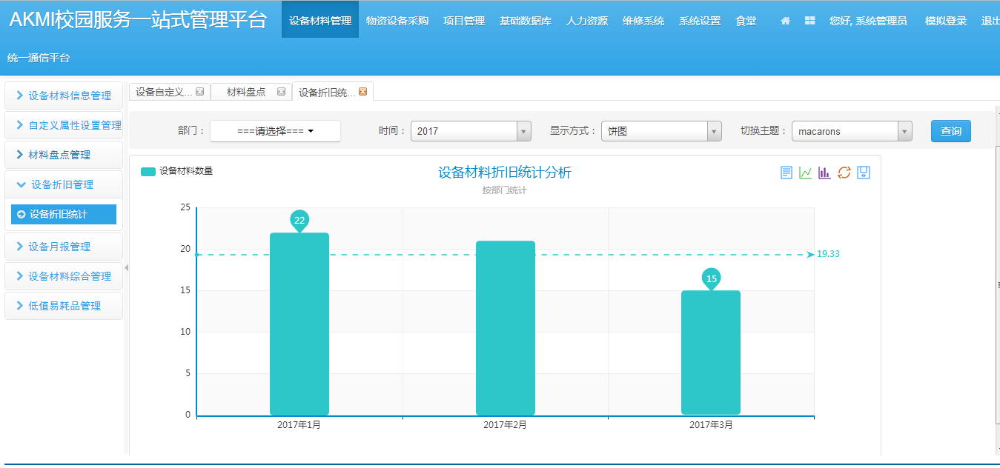 AKMI校园服务一站式管理平台
设备材料管理 物资设备采购 项目管理 基础数据库 人力资源 维修系统 系统设置 食堂 您好, 系统管理员 模拟登录 退出
统一通信平台
设备自定义... 材料盘点 设备折旧统...
设备材料信息管理
自定义属性设置管理
材料盘点管理
设备折旧管理
设备折旧统计
设备月报管理
设备材料综合管理
低值易耗品管理
部门： ===请选择=== 时间： 2017 显示方式： 饼图 切换主题： macarons 查询
设备材料数量
设备材料折旧统计分析
按部门统计
25
22
20
19.33
15
15
10
5
0
2017年1月 2017年2月 2017年3月